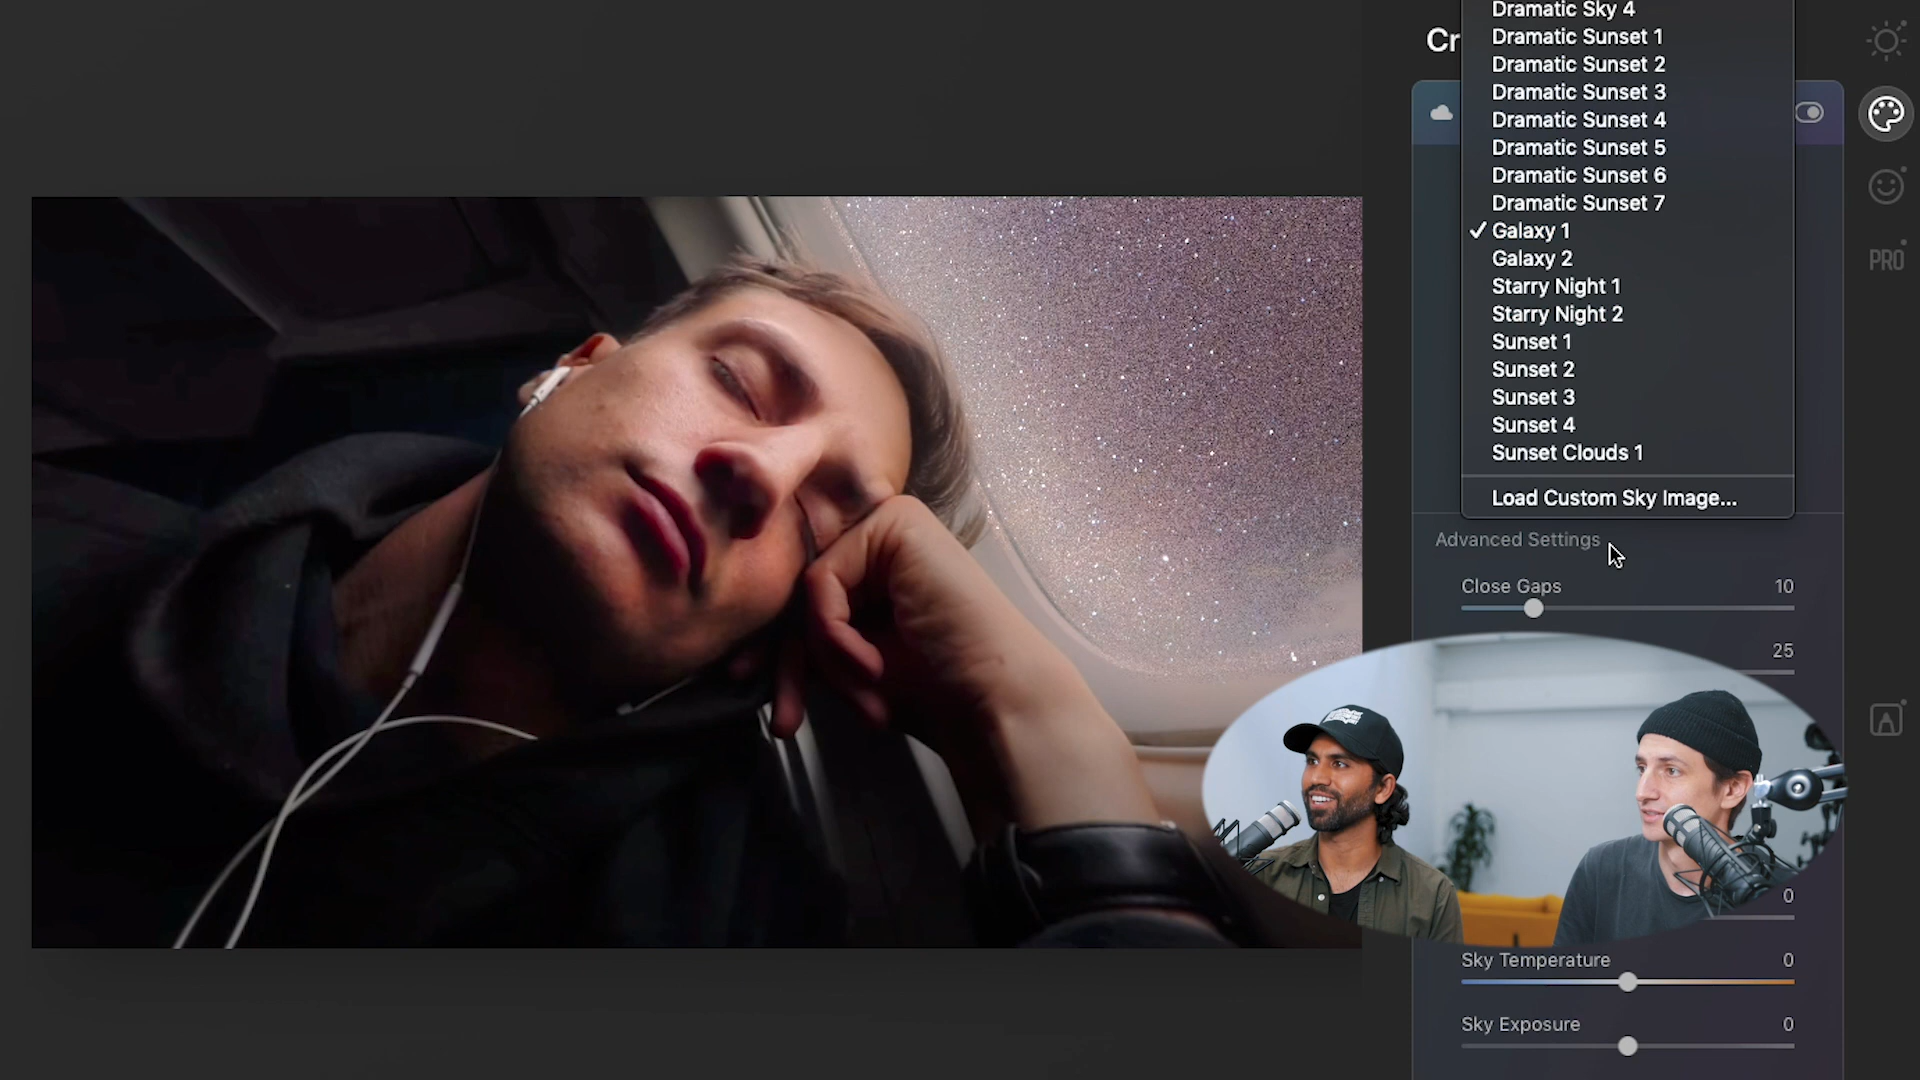 Cr
Dramatic Sky 4
Dramatic Sunset 1
Dramatic Sunset 2
Dramatic Sunset 3
Dramatic Sunset 4
Dramatic Sunset 5
Dramatic Sunset 6
Dramatic Sunset 7
Galaxy 1
Galaxy 2
Starry Night 1
Starry Night 2
Sunset 1
Sunset 2
Sunset 3
Sunset 4
Sunset Clouds 1
Load Custom Sky Image...
PRO
Advanced Settings
Close Gaps 10
25
0
Sky Temperature 0
Sky Exposure 0